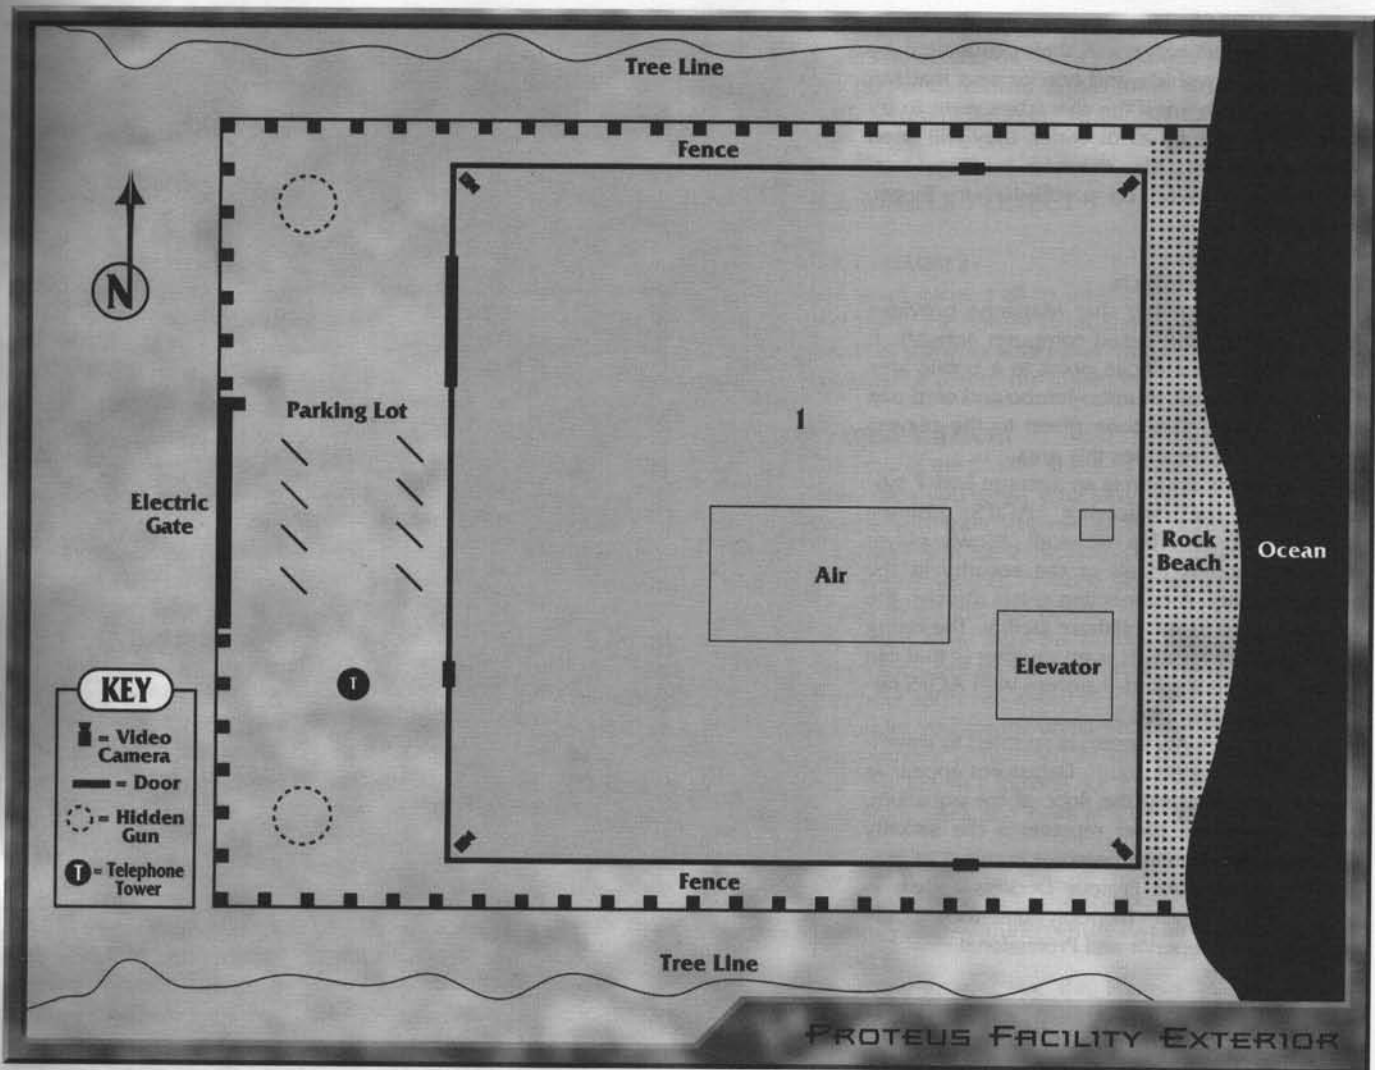 Tree Line
Fence
N
Parking Lot
1
Electric
Gate
Air
Rock
Beach
Ocean
Elevator
T
KEY
= Video
Camera
= Door
= Hidden
Gun
T = Telephone
Tower
Fence
Tree Line
PROTEUS FACILITY EXTERIOR